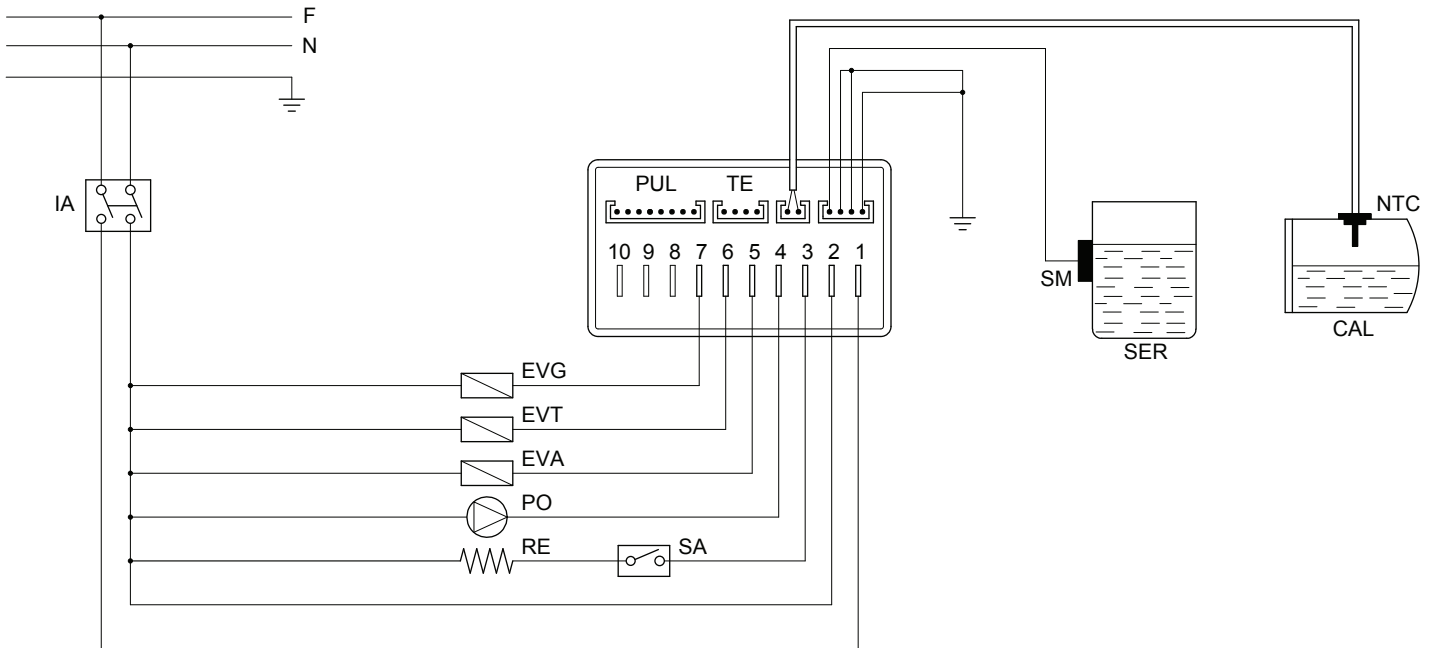 F
N
IA
PUL TE
10 9 8 7 6 5 4 3 2 1
NTC
SM
SER
CAL
EVG
EVT
EVA
PO
RE SA